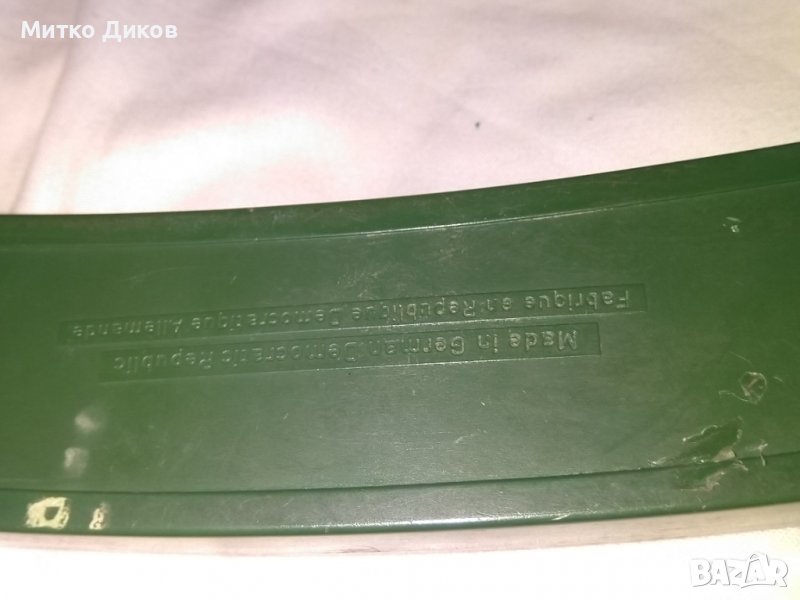 Митко Диков
Made in German Democratic Republic
Fabrique en Republique Democratique Allemande
BAZAR